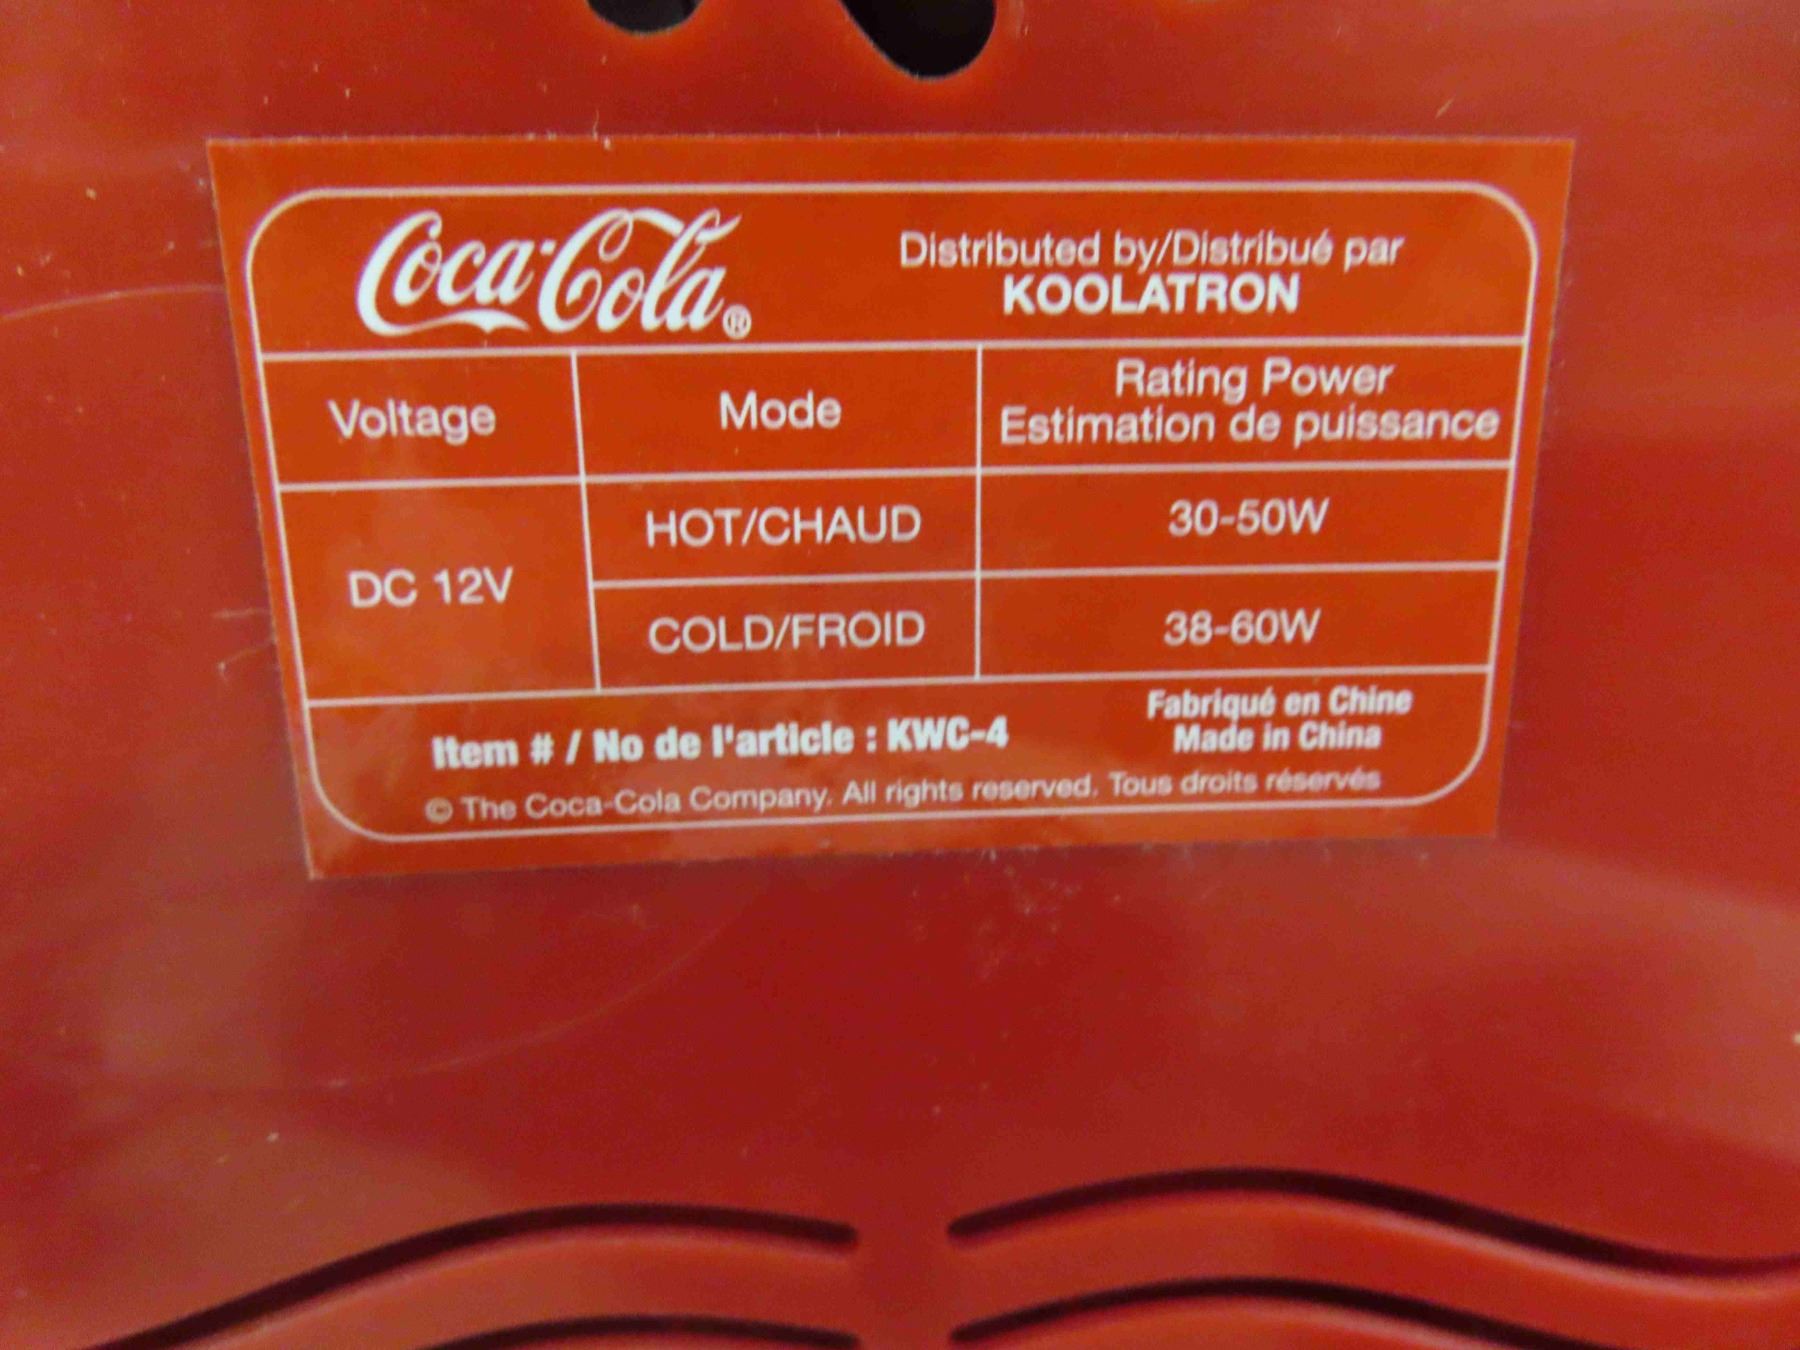 Coca-Cola®
Distributed by/Distribué par
KOOLATRON
Voltage
Mode
Rating Power
Estimation de puissance
DC 12V
HOT/CHAUD
30-50W
COLD/FROID
38-60W
Item # / No de l'article : KWC-4
Fabriqué en Chine
Made in China
© The Coca-Cola Company. All rights reserved. Tous droits réservés